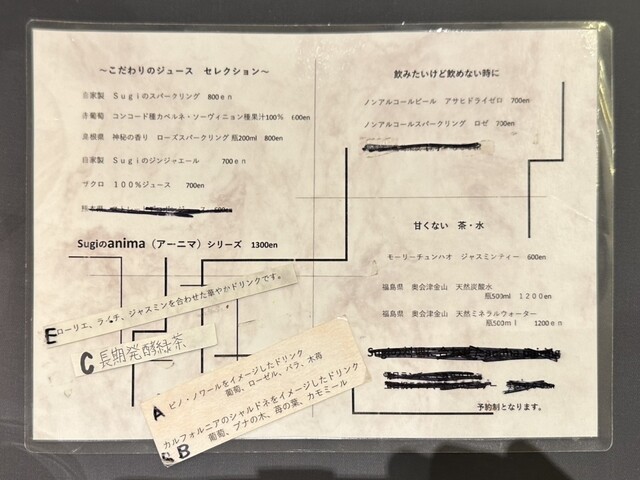 ～こだわりのジュース　セレクション～
自家製　Ｓｕｇｉのスパークリング　800ｅｎ
赤葡萄　コンコード種カベルネ・ソーヴィニョン種果汁100%　600en
島根県　神秘の香り　ローズスパークリング 瓶200ml　800en
自家製　Ｓｕｇｉのジンジャエール　700ｅｎ
ザクロ　１００％ジュース　700en
Sugiのanima（アーニマ）シリーズ　1300en
E ローリエ、ライチ、ジャスミンを合わせた華やかドリンクです。
C 長期発酵緑茶
A ピノ・ノワールをイメージしたドリンク
葡萄、ローゼル、バラ、木苺
カルフォルニアのシャルドネをイメージしたドリンク
葡萄、ブナの木、苺の葉、カモミール
B
飲みたいけど飲めない時に
ノンアルコールビール　アサヒドライゼロ　700en
ノンアルコールスパークリング　ロゼ　700en
甘くない　茶・水
モーリーチュンハオ　ジャスミンティー　600en
福島県　奥会津金山　天然炭酸水
瓶500ml　１２００ｅｎ
福島県　奥会津金山　天然ミネラルウォーター
瓶500ｍｌ　1200ｅｎ
予約制となります。